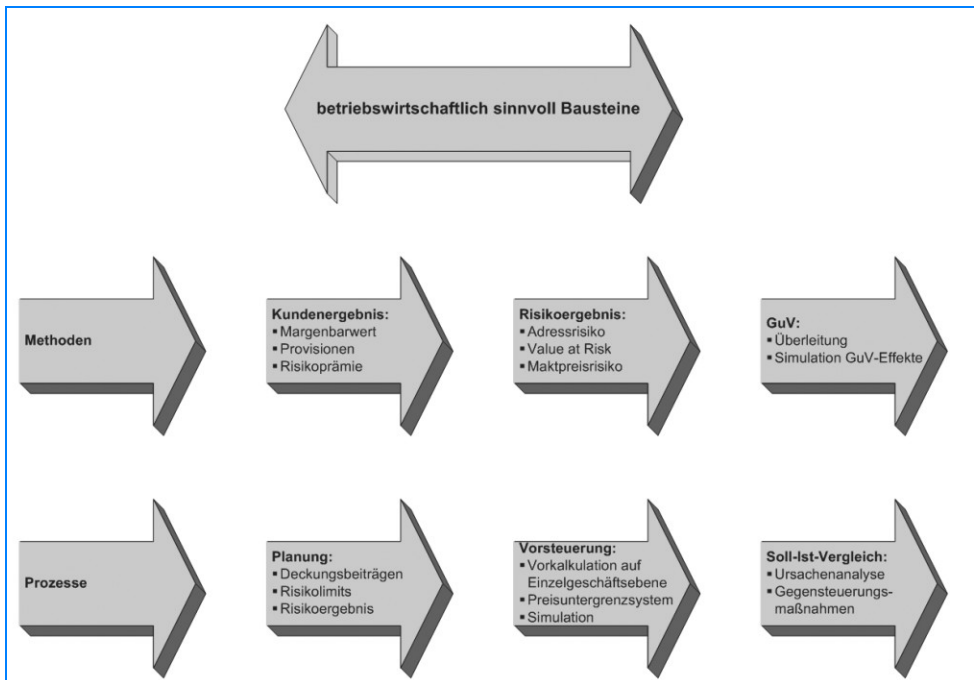 betriebswirtschaftlich sinnvoll Bausteine
Methoden
Kundenergebnis:
▪ Margenbarwert
▪ Provisionen
▪ Risikoprämie
Risikoergebnis:
▪ Adressrisiko
▪ Value at Risk
▪ Maktpreisrisiko
GuV:
▪ Überleitung
▪ Simulation GuV-Effekte
Prozesse
Planung:
▪ Deckungsbeiträgen
▪ Risikolimits
▪ Risikoergebnis
Vorsteuerung:
▪ Vorkalkulation auf
Einzelgeschäftsebene
▪ Preisuntergrenzsystem
▪ Simulation
Soll-Ist-Vergleich:
▪ Ursachenanalyse
▪ Gegensteuerungs-
maßnahmen